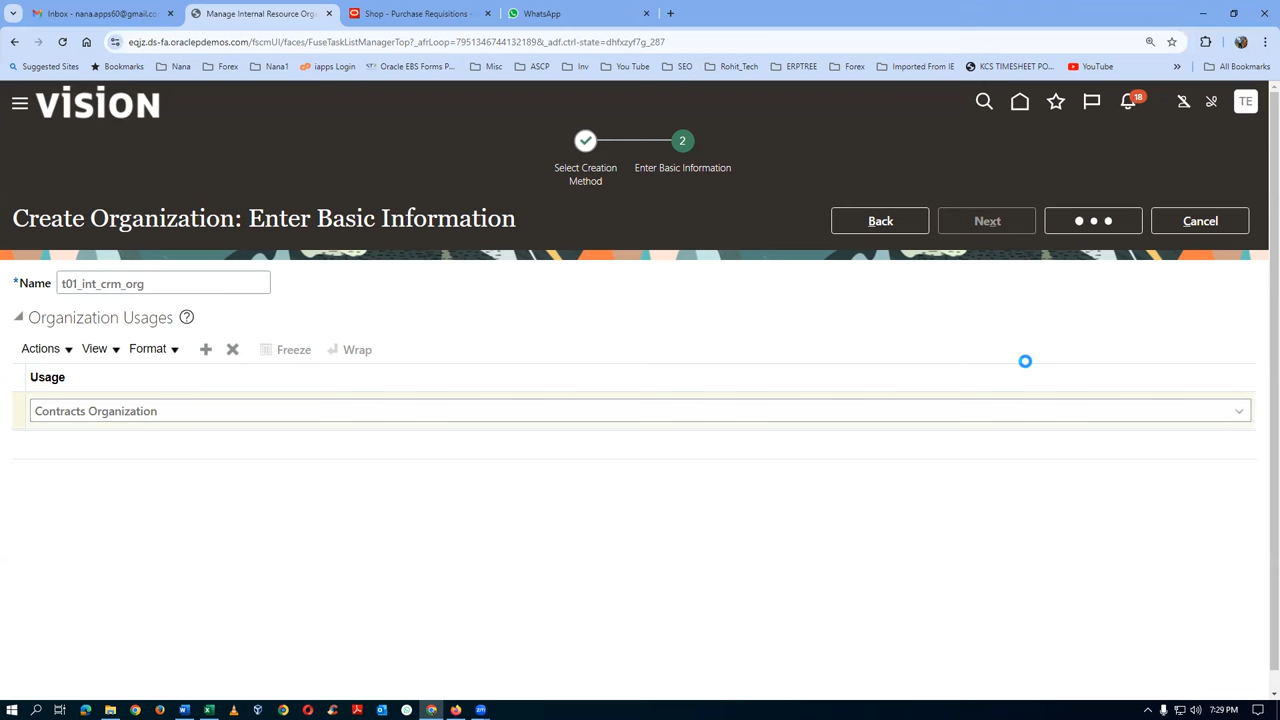 Inbox - nana.apps60@gmail.co
Manage Internal Resource Orga
Shop - Purchase Requisitions -
WhatsApp
eqjz.ds-fa.oraclepdemos.com/fscmUI/faces/FuseTaskListManagerTop?_afrLoop=79513467441321898&_adf.ctrl-state=dhfxzyf7g_287
Suggested Sites
Bookmarks
Nana
Forex
Nana1
iapps Login
Oracle EBS Forms P...
Misc
ASCP
Inv
You Tube
SEO
Rohit_Tech
ERPTREE
Forex
Imported From IE
KCS TIMESHEET PO...
YouTube
»
All Bookmarks
VISION
18
TE
2
Select Creation
Method
Enter Basic Information
Create Organization: Enter Basic Information
Back
Next
Cancel
*Name
t01_int_crm_org
Organization Usages
Actions
View
Format
Freeze
Wrap
Usage
Contracts Organization
7:29 PM